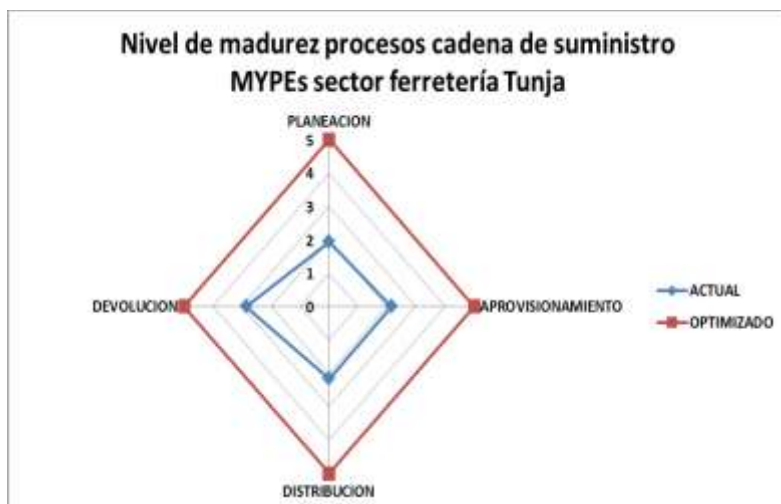 Nivel de madurez procesos cadena de suministro
MYPEs sector ferretería Tunja
PLANEACION
5
4
3
2
1
0
DEVOLUCION
APROVISIONAMIENTO
ACTUAL
OPTIMIZADO
DISTRIBUCION